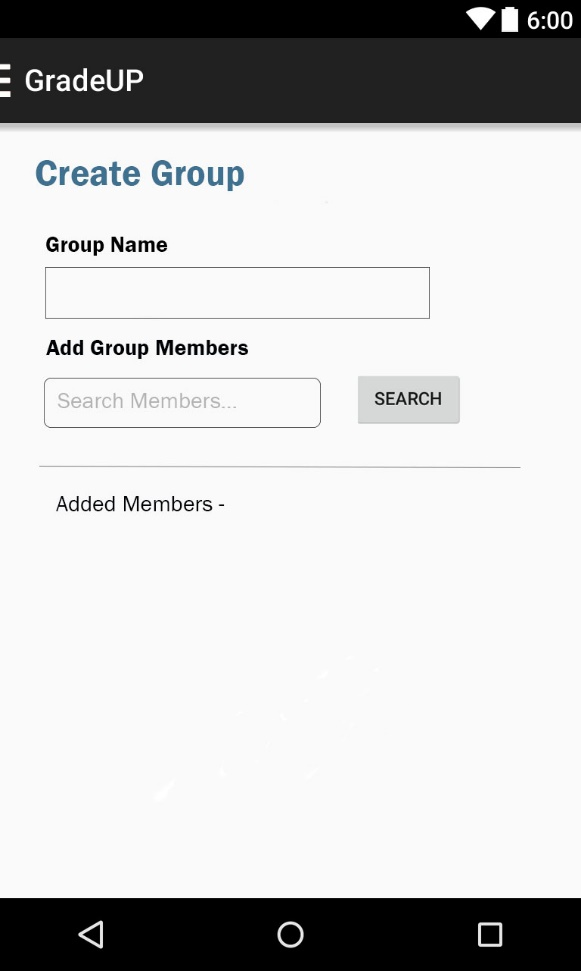 6:00
GradeUP
Create Group
Group Name
Add Group Members
Search Members...
SEARCH
Added Members -